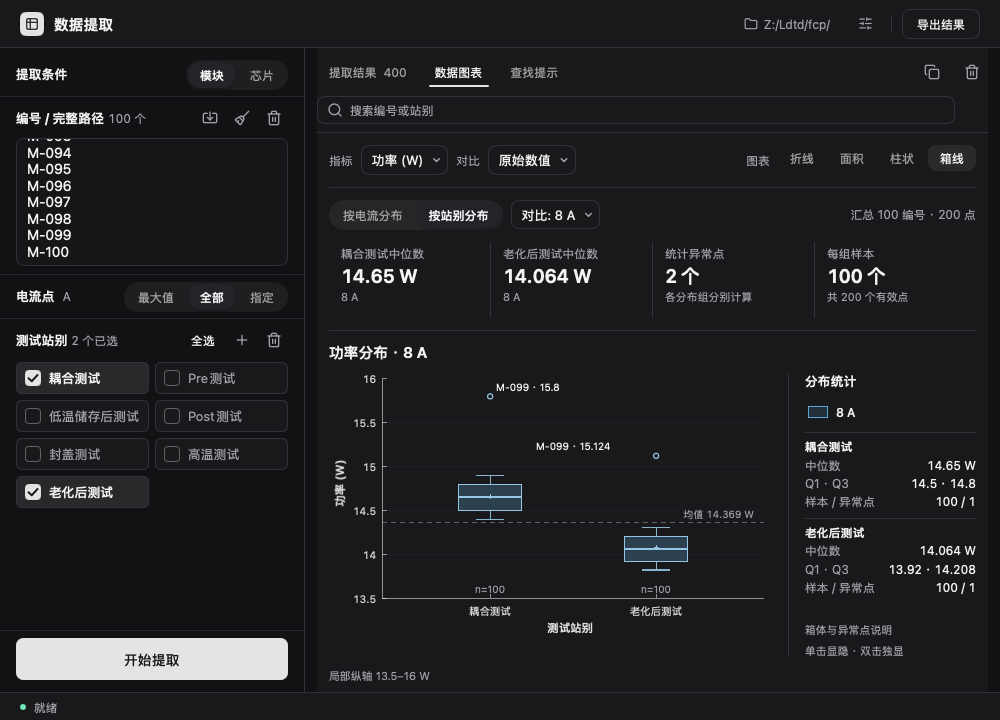 数据提取
Z:/Ldtd/fcp/
导出结果
提取条件
模块
芯片
编号 / 完整路径 100 个
M-094
M-095
M-096
M-097
M-098
M-099
M-100
电流点 A
最大值
全部
指定
测试站别 2 个已选
全选
耦合测试
Pre测试
低温储存后测试
Post测试
封盖测试
高温测试
老化后测试
开始提取
就绪
提取结果 400
数据图表
查找提示
搜索编号或站别
指标
功率 (W)
对比
原始数值
图表
折线
面积
柱状
箱线
按电流分布
按站别分布
对比: 8 A
汇总 100 编号 · 200 点
耦合测试中位数
14.65 W
8 A
老化后测试中位数
14.064 W
8 A
统计异常点
2 个
各分布组分别计算
每组样本
100 个
共 200 个有效点
功率分布 · 8 A
16
15.5
15
14.5
14
13.5
功率 (W)
M-099 · 15.8
M-099 · 15.124
均值 14.369 W
n=100
n=100
耦合测试
老化后测试
测试站别
局部纵轴 13.5–16 W
分布统计
8 A
耦合测试
中位数 14.65 W
Q1 · Q3 14.5 · 14.8
样本 / 异常点 100 / 1
老化后测试
中位数 14.064 W
Q1 · Q3 13.92 · 14.208
样本 / 异常点 100 / 1
箱体与异常点说明
单击显隐 · 双击独显